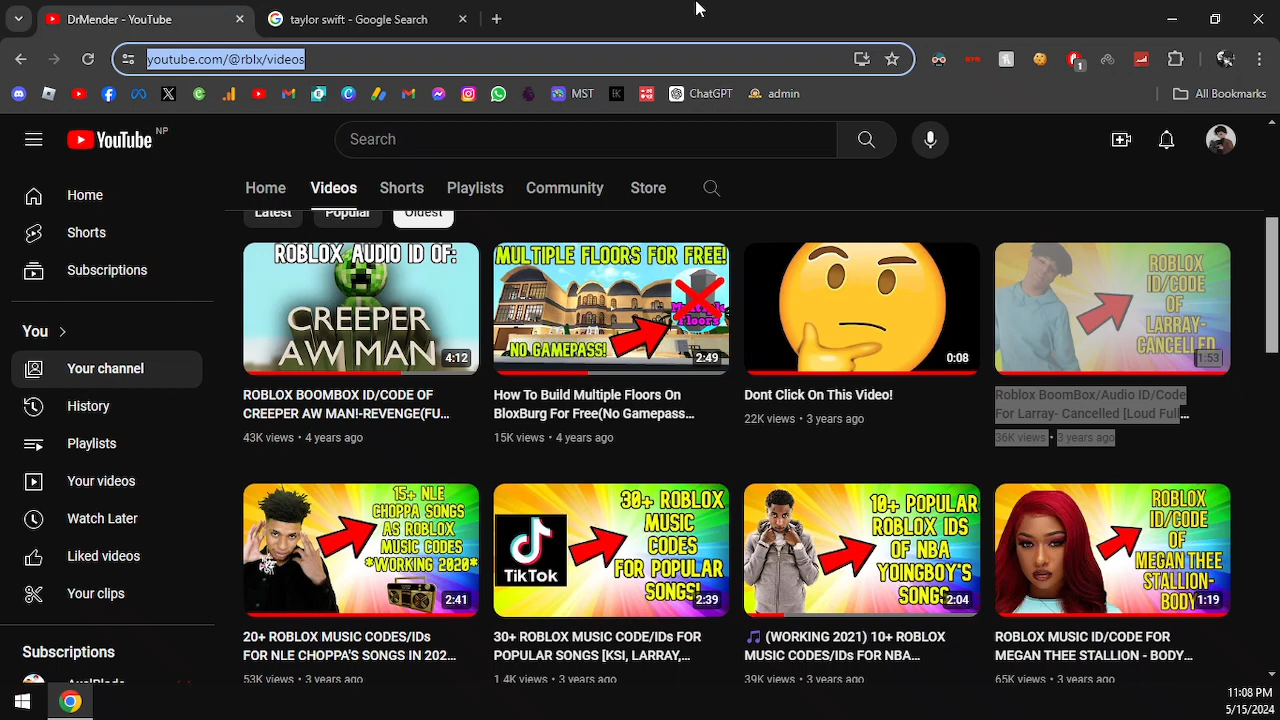 DrMender - YouTube
taylor swift - Google Search
youtube.com/@rblx/videos
1
MST
ChatGPT
admin
All Bookmarks
YouTube NP
Search
Home
Videos
Shorts
Playlists
Community
Store
Home
Shorts
Subscriptions
You
Your channel
History
Playlists
Your videos
Watch Later
Liked videos
Your clips
Subscriptions
Latest
Popular
Oldest
ROBLOX AUDIO ID OF:
CREEPER
AW MAN
4:12
ROBLOX BOOMBOX ID/CODE OF
CREEPER AW MAN!-REVENGE(FU...
43K views • 4 years ago
MULTIPLE FLOORS FOR FREE!
Multiple
Floors
NO GAMEPASS!
2:49
How To Build Multiple Floors On
BloxBurg For Free(No Gamepass...
15K views • 4 years ago
0:08
Dont Click On This Video!
22K views • 3 years ago
ROBLOX
ID/CODE
OF
LARRAY-
CANCELLED
1:53
Roblox BoomBox/Audio ID/Code
For Larray- Cancelled [Loud Full...
36K views • 3 years ago
15+ NLE
CHOPPA SONGS
AS ROBLOX
MUSIC CODES
*WORKING 2020*
2:41
20+ ROBLOX MUSIC CODES/IDs
FOR NLE CHOPPA'S SONGS IN 202...
53K views • 3 years ago
30+ ROBLOX
MUSIC
CODES
FOR POPULAR
SONGS!
TikTok
2:39
30+ ROBLOX MUSIC CODE/IDs FOR
POPULAR SONGS [KSI, LARRAY,...
1.4K views • 3 years ago
10+ POPULAR
ROBLOX IDS
OF NBA
YOINGBOY'S
SONGS
2:04
🎵 (WORKING 2021) 10+ ROBLOX
MUSIC CODES/IDs FOR NBA...
39K views • 3 years ago
ROBLOX
ID/CODE
OF
MEGAN THEE
STALLION-
BODY
1:19
ROBLOX MUSIC ID/CODE FOR
MEGAN THEE STALLION - BODY...
65K views • 3 years ago
11:08 PM
5/15/2024